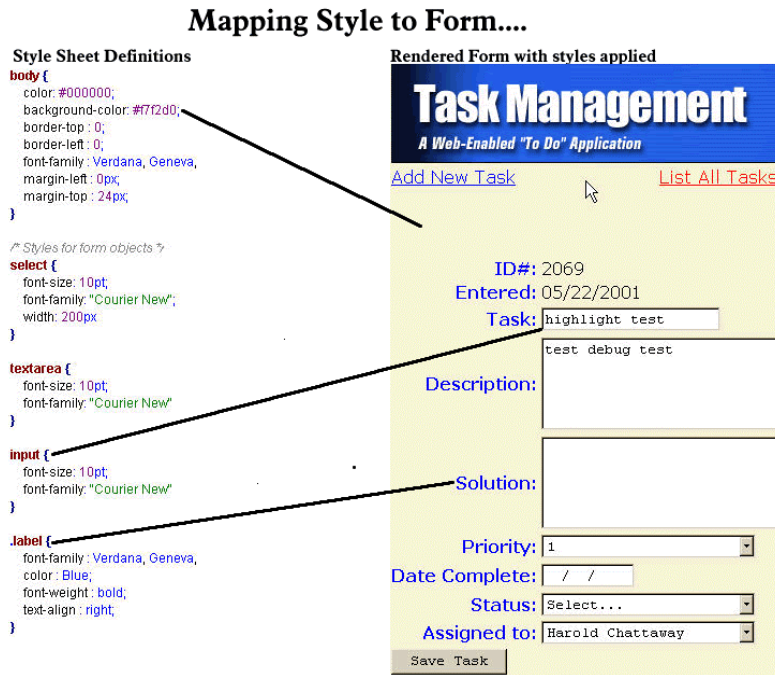 Mapping Style to Form....
Style Sheet Definitions
body {
color: #000000;
background-color: #f7f2d0;
border-top : 0;
border-left : 0;
font-family : Verdana, Geneva,
margin-left : 0px;
margin-top : 24px;
}
/* Styles for form objects */
select {
font-size: 10pt;
font-family: "Courier New";
width: 200px
}
textarea {
font-size: 10pt;
font-family: "Courier New"
}
input {
font-size: 10pt;
font-family: "Courier New"
}
.label {
font-family : Verdana, Geneva,
color : Blue;
font-weight : bold;
text-align : right;
}
Rendered Form with styles applied
Task Management
A Web-Enabled "To Do" Application
Add New Task List All Tasks
ID#: 2069
Entered: 05/22/2001
Task: highlight test
Description: test debug test
Solution:
Priority: 1
Date Complete: / /
Status: Select...
Assigned to: Harold Chattaway
Save Task